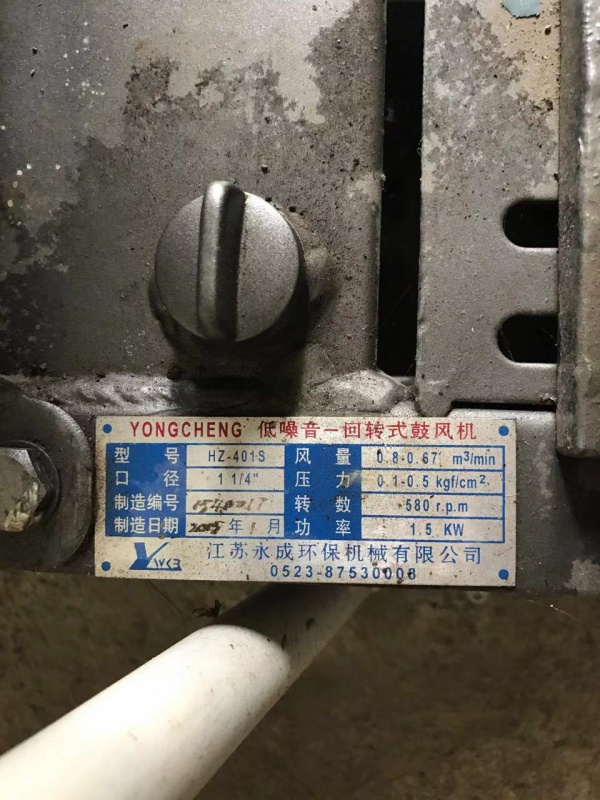 YONGCHENG 低噪音—回转式鼓风机
型 号 HZ-401S 风 量 0.8-0.67 m³/min
口 径 1 1/4" 压 力 0.1-0.5 kgf/cm²
制造编号 转 数 580 r.p.m
制造日期 年 1 月 功 率 1.5 KW
江苏永成环保机械有限公司
0523-87530008